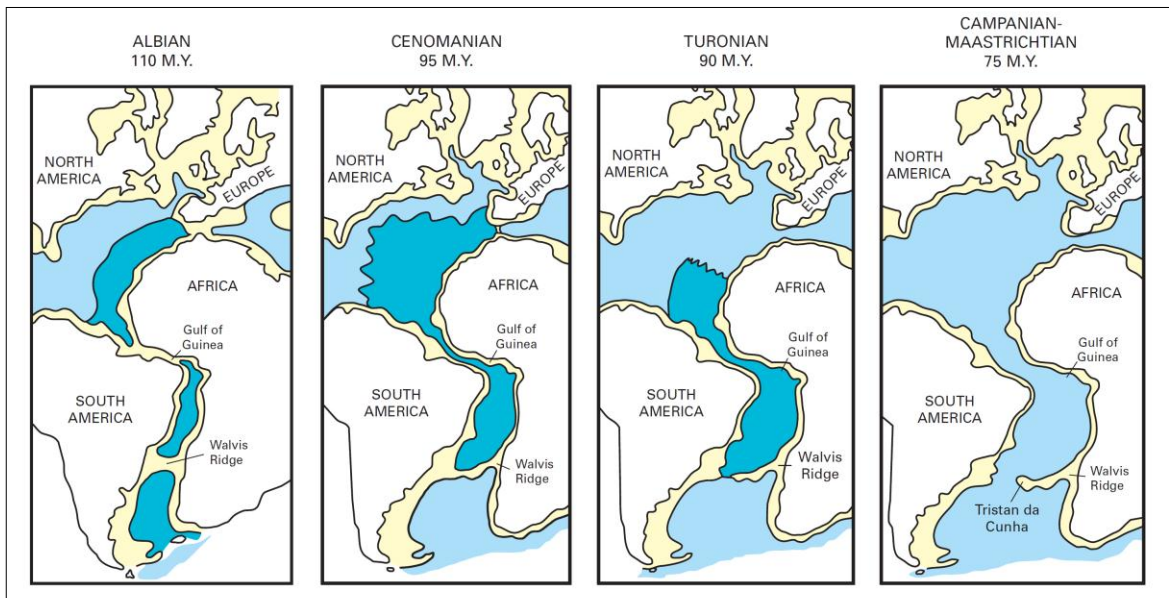 ALBIAN
110 M.Y.
NORTH
AMERICA
EUROPE
AFRICA
Gulf of
Guinea
SOUTH
AMERICA
Walvis
Ridge
CENOMANIAN
95 M.Y.
NORTH
AMERICA
EUROPE
AFRICA
Gulf of
Guinea
SOUTH
AMERICA
Walvis
Ridge
TURONIAN
90 M.Y.
NORTH
AMERICA
EUROPE
AFRICA
Gulf of
Guinea
SOUTH
AMERICA
Walvis
Ridge
CAMPANIAN-
MAASTRICHTIAN
75 M.Y.
NORTH
AMERICA
EUROPE
AFRICA
Gulf of
Guinea
SOUTH
AMERICA
Walvis
Ridge
Tristan da
Cunha